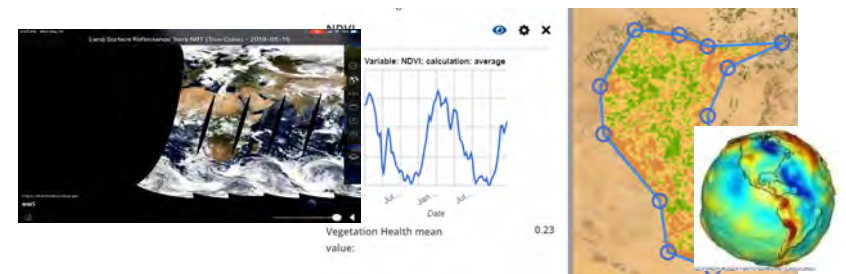 NDVI
Land Surface Reflectance Terra NRT (True Color) - 2019-05-15
Variable: NDVI; calculation: average
Jul...
Jan...
Jul...
Date
esri
Vegetation Health mean
0.23
value: